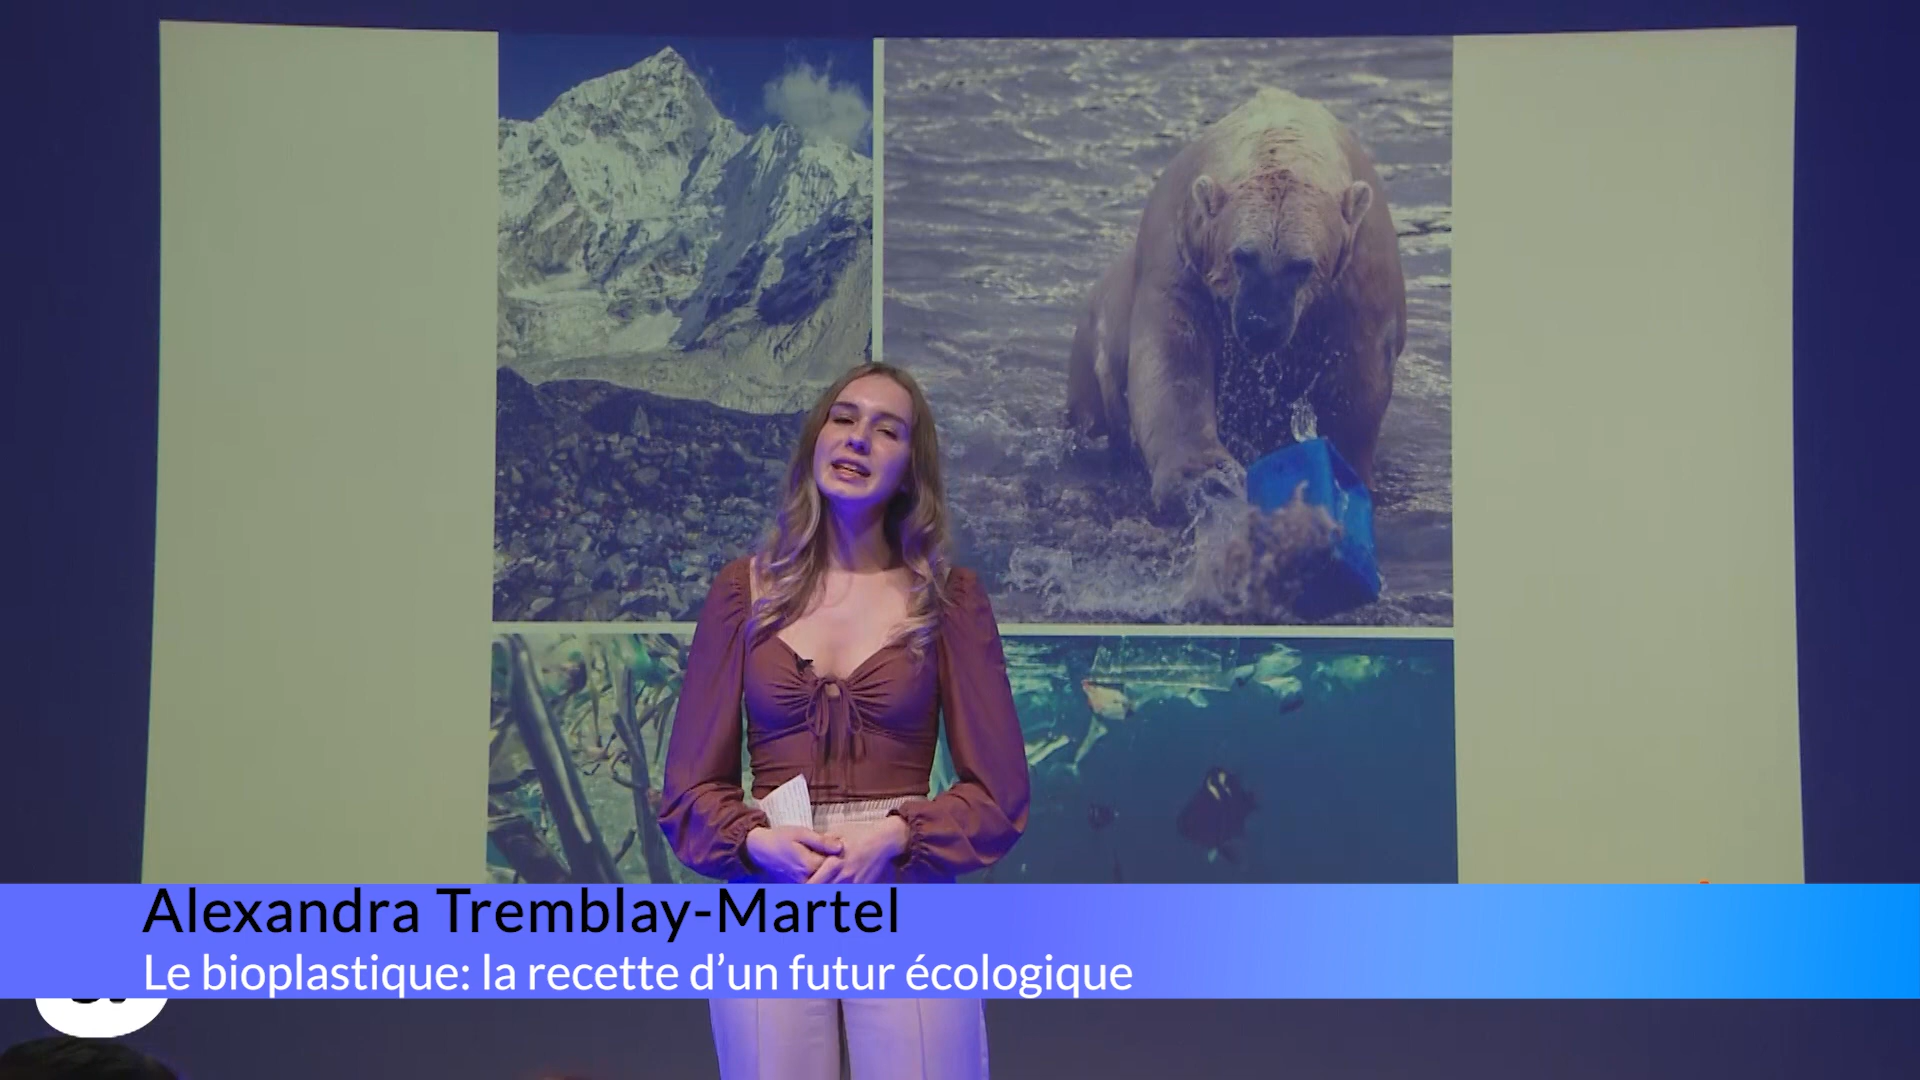 Alexandra Tremblay-Martel
Le bioplastique: la recette d’un futur écologique